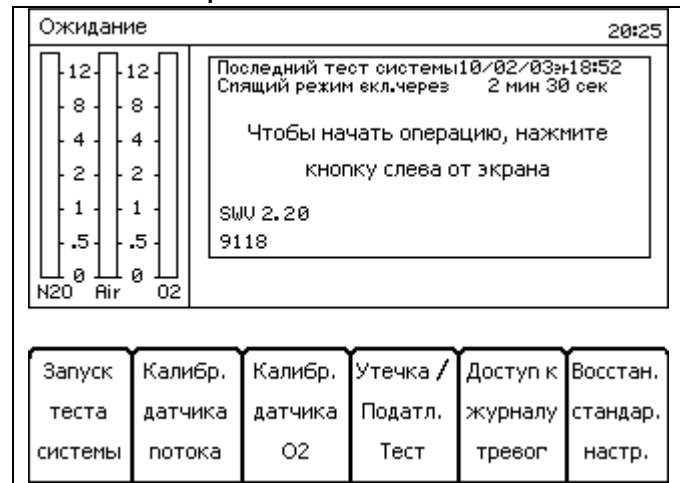 Ожидание 20:25
12 12
8 8
4 4
2 2
1 1
.5 .5
0 0
N2O Air O2
Последний тест системы10/02/03эн18:52
Спящий режим вкл.через 2 мин 30 сек
Чтобы начать операцию, нажмите
кнопку слева от экрана
SWV 2.20
9118
Запуск теста системы
Калибр. датчика потока
Калибр. датчика O2
Утечка / Податл. Тест
Доступ к журналу тревог
Восстан. стандар. настр.